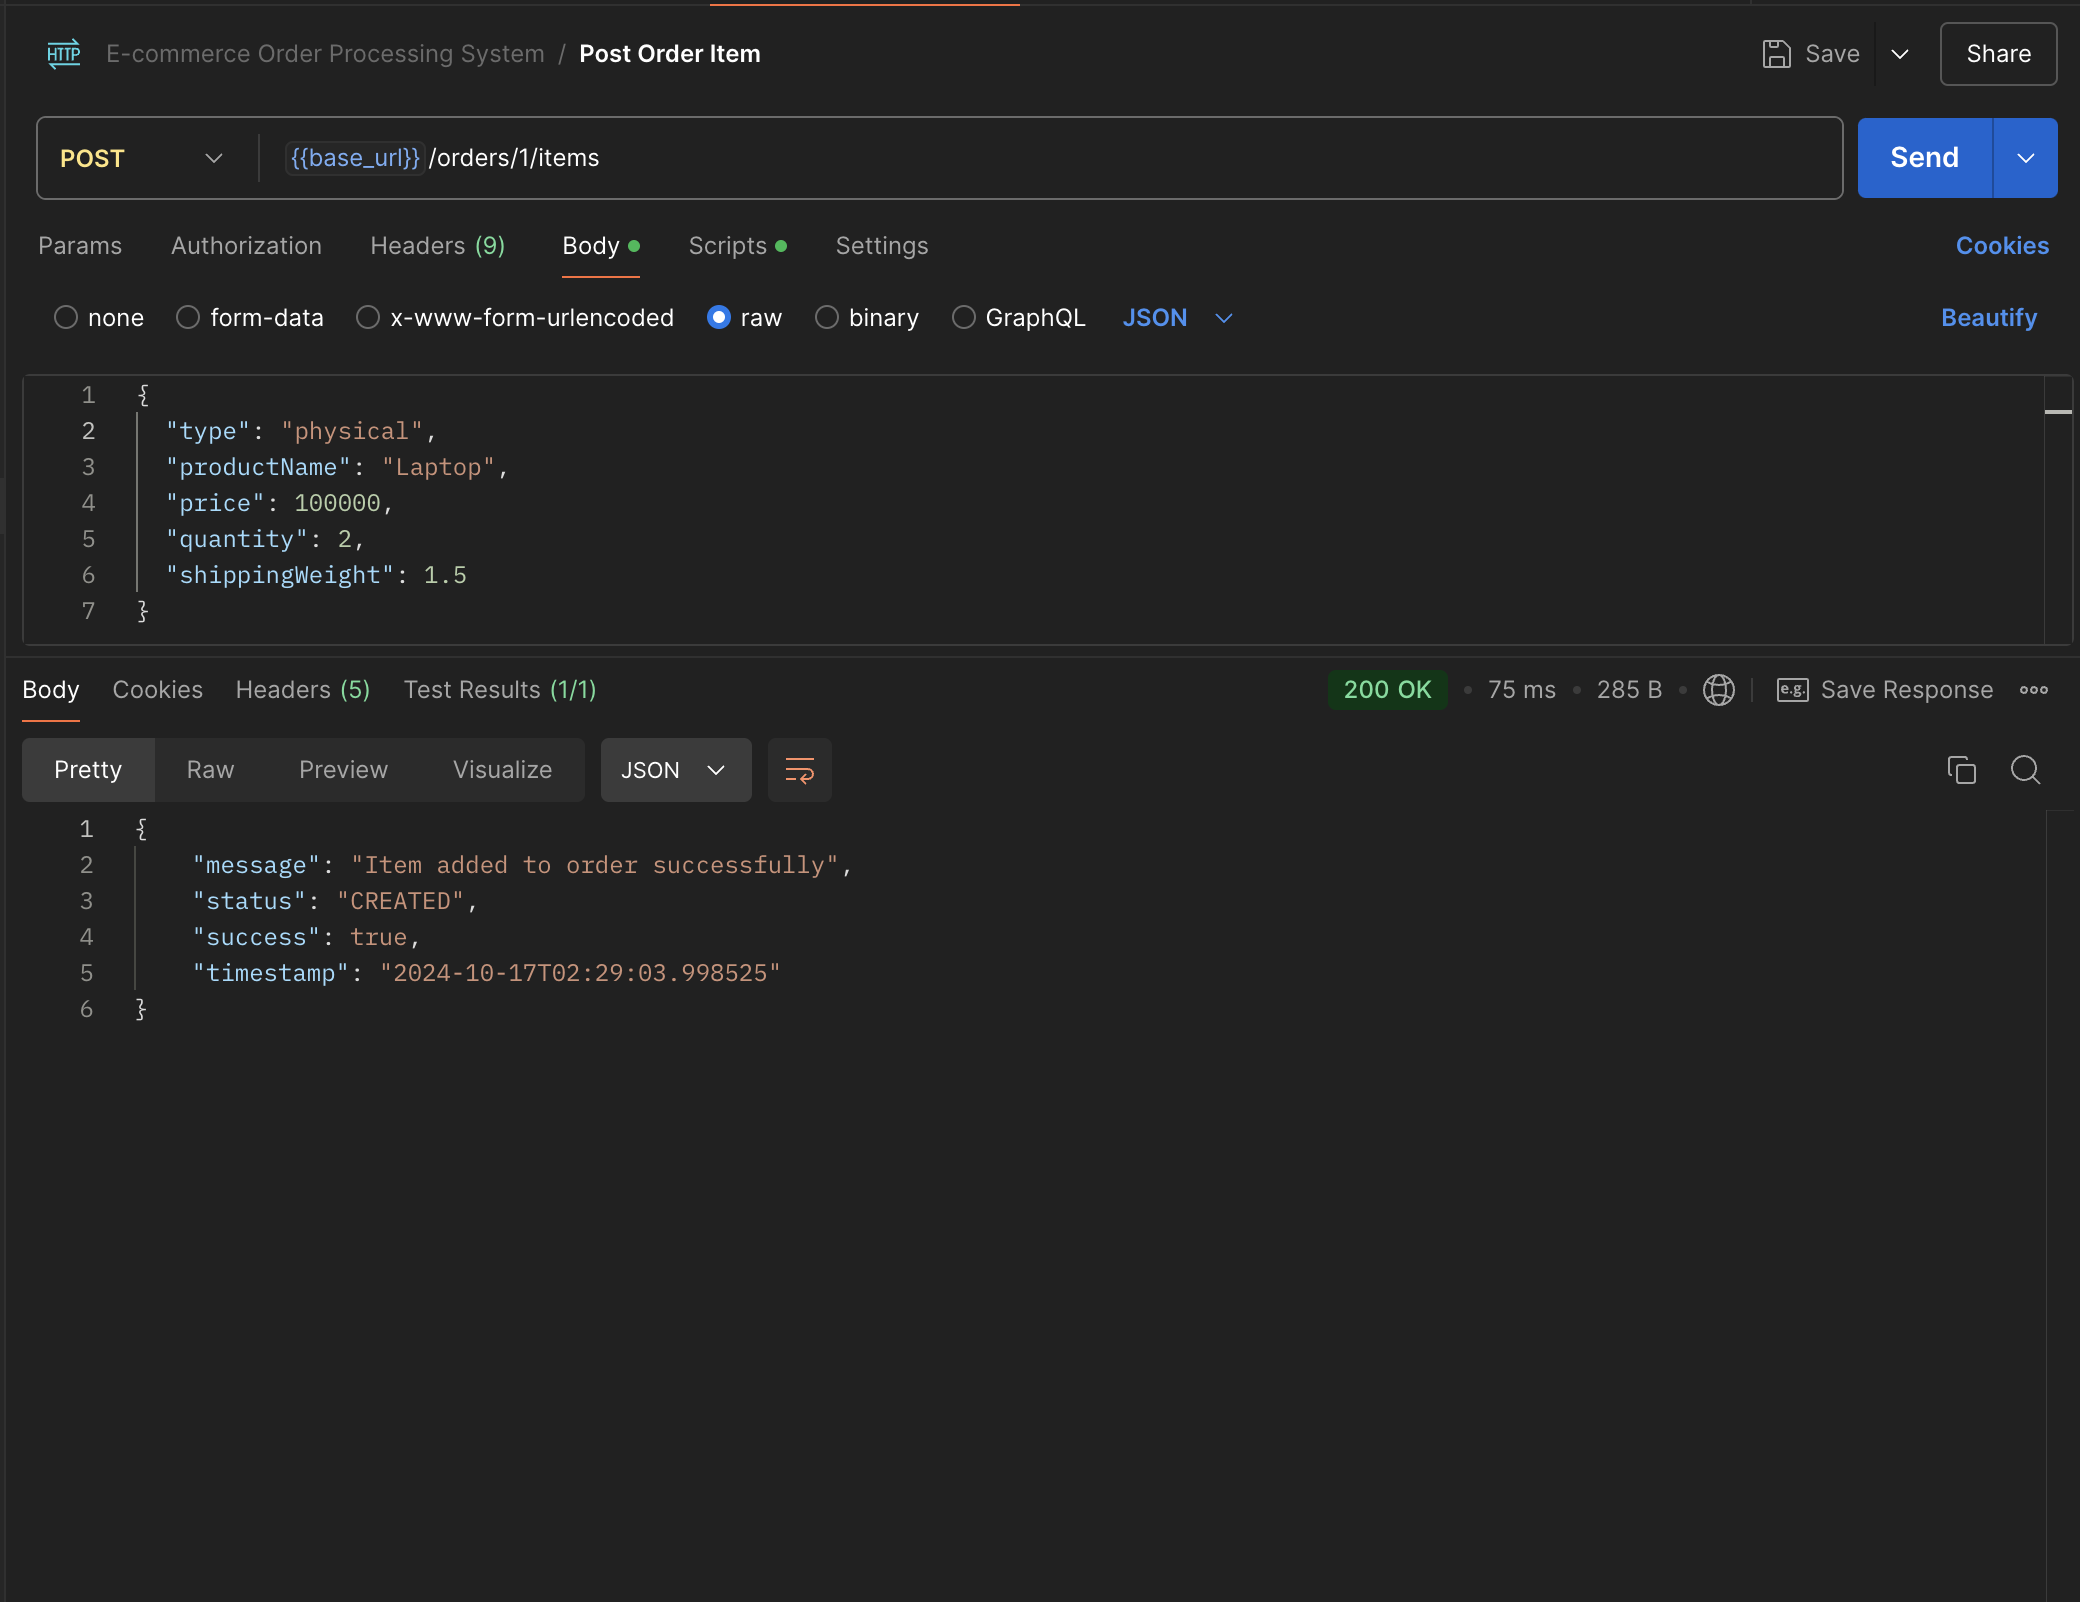 HTTP E-commerce Order Processing System / Post Order Item Save Share
POST {{base_url}}/orders/1/items Send
Params Authorization Headers (9) Body Scripts Settings Cookies
none form-data x-www-form-urlencoded raw binary GraphQL JSON Beautify
1 {
2 "type": "physical",
3 "productName": "Laptop",
4 "price": 100000,
5 "quantity": 2,
6 "shippingWeight": 1.5
7 }
Body Cookies Headers (5) Test Results (1/1) 200 OK • 75 ms • 285 B • e.g. Save Response
Pretty Raw Preview Visualize JSON
1 {
2 "message": "Item added to order successfully",
3 "status": "CREATED",
4 "success": true,
5 "timestamp": "2024-10-17T02:29:03.998525"
6 }